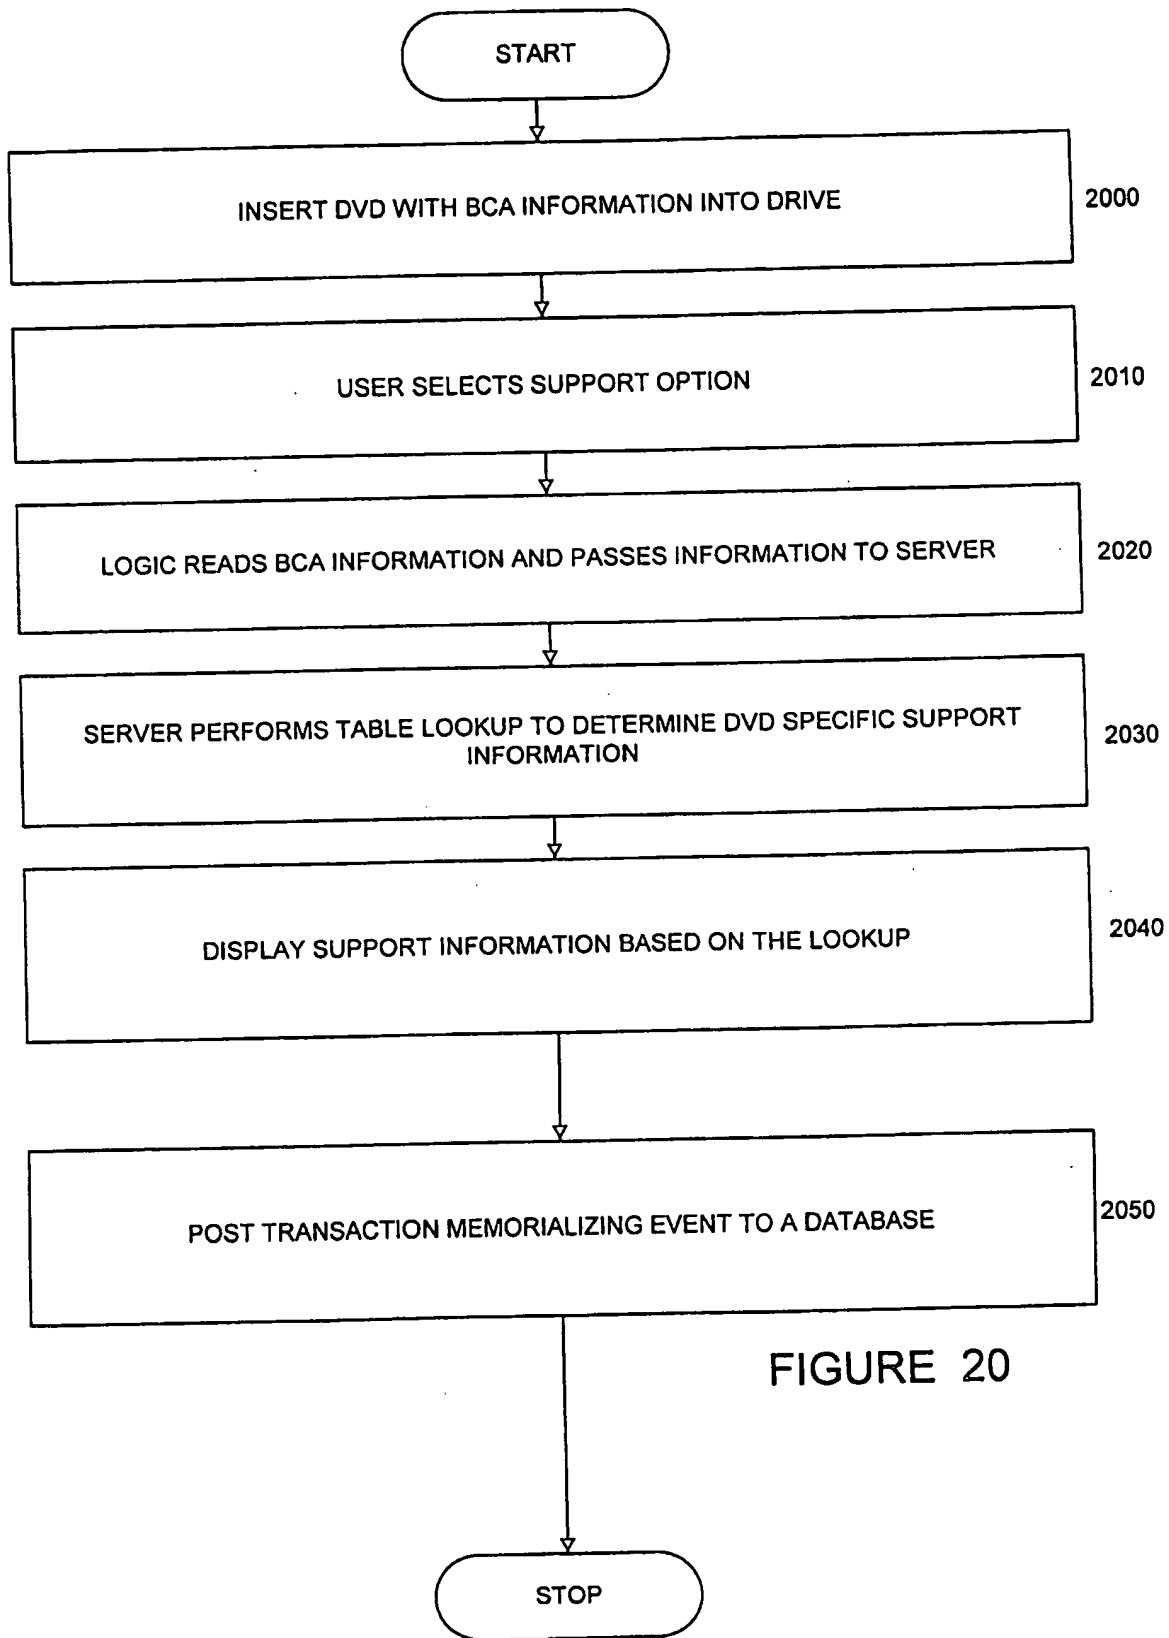 START
INSERT DVD WITH BCA INFORMATION INTO DRIVE
2000
USER SELECTS SUPPORT OPTION
2010
LOGIC READS BCA INFORMATION AND PASSES INFORMATION TO SERVER
2020
SERVER PERFORMS TABLE LOOKUP TO DETERMINE DVD SPECIFIC SUPPORT
INFORMATION
2030
DISPLAY SUPPORT INFORMATION BASED ON THE LOOKUP
2040
POST TRANSACTION MEMORIALIZING EVENT TO A DATABASE
2050
FIGURE 20
STOP